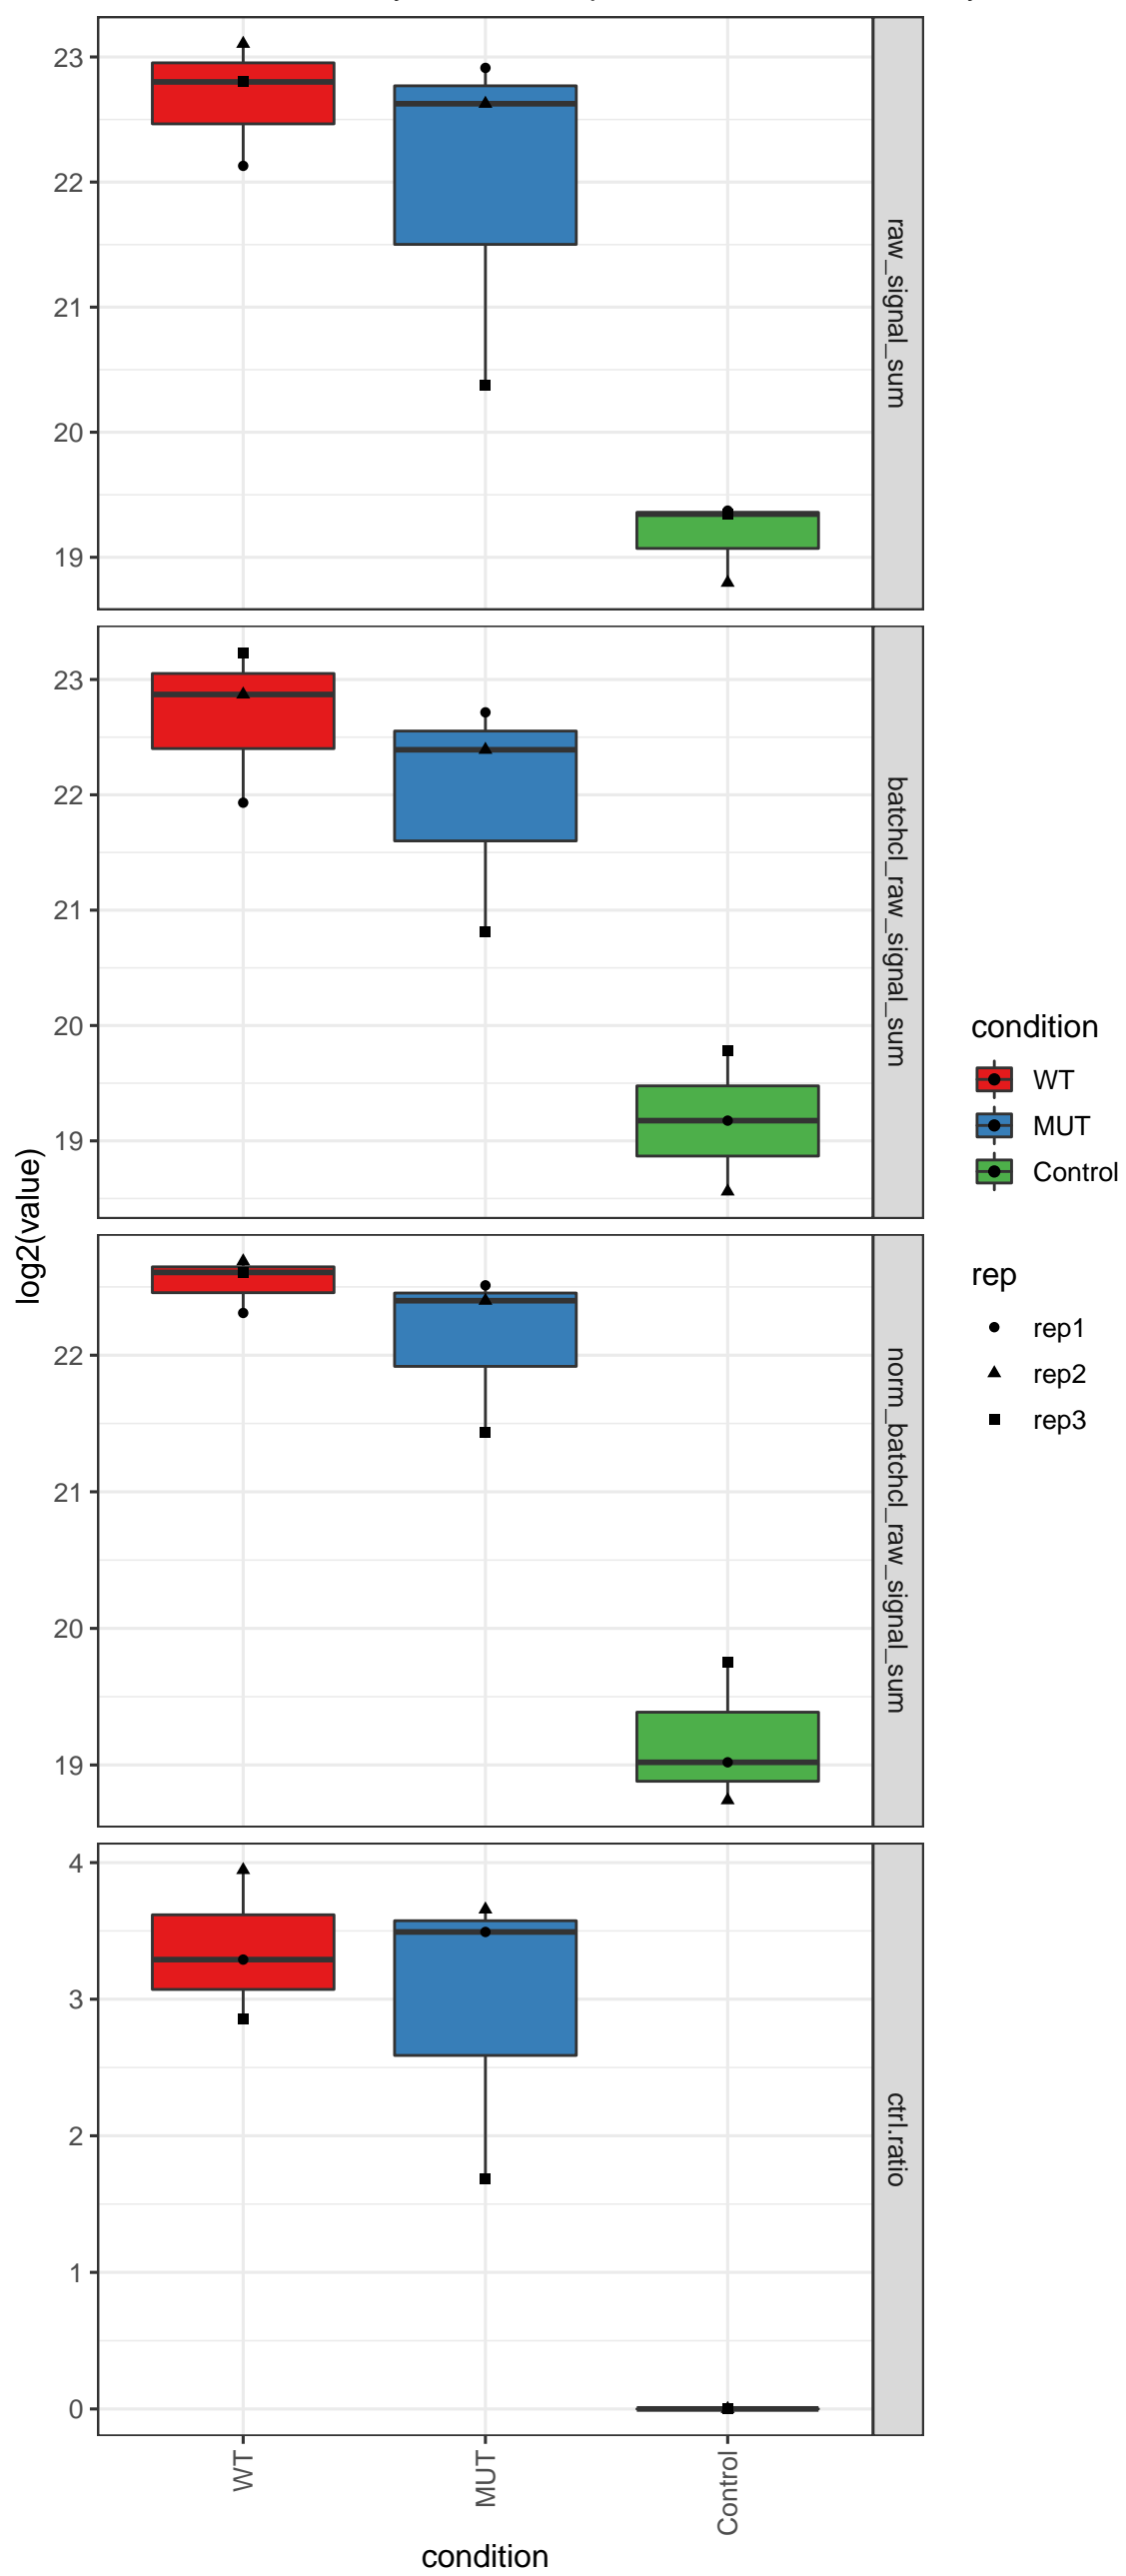 23
22
21
20
19
raw_signal_sum
23
22
21
20
19
batchcl_raw_signal_sum
22
21
20
19
norm_batchcl_raw_signal_sum
4
3
2
1
0
ctrl.ratio
log2(value)
WT
MUT
Control
condition
condition
WT
MUT
Control
rep
rep1
rep2
rep3